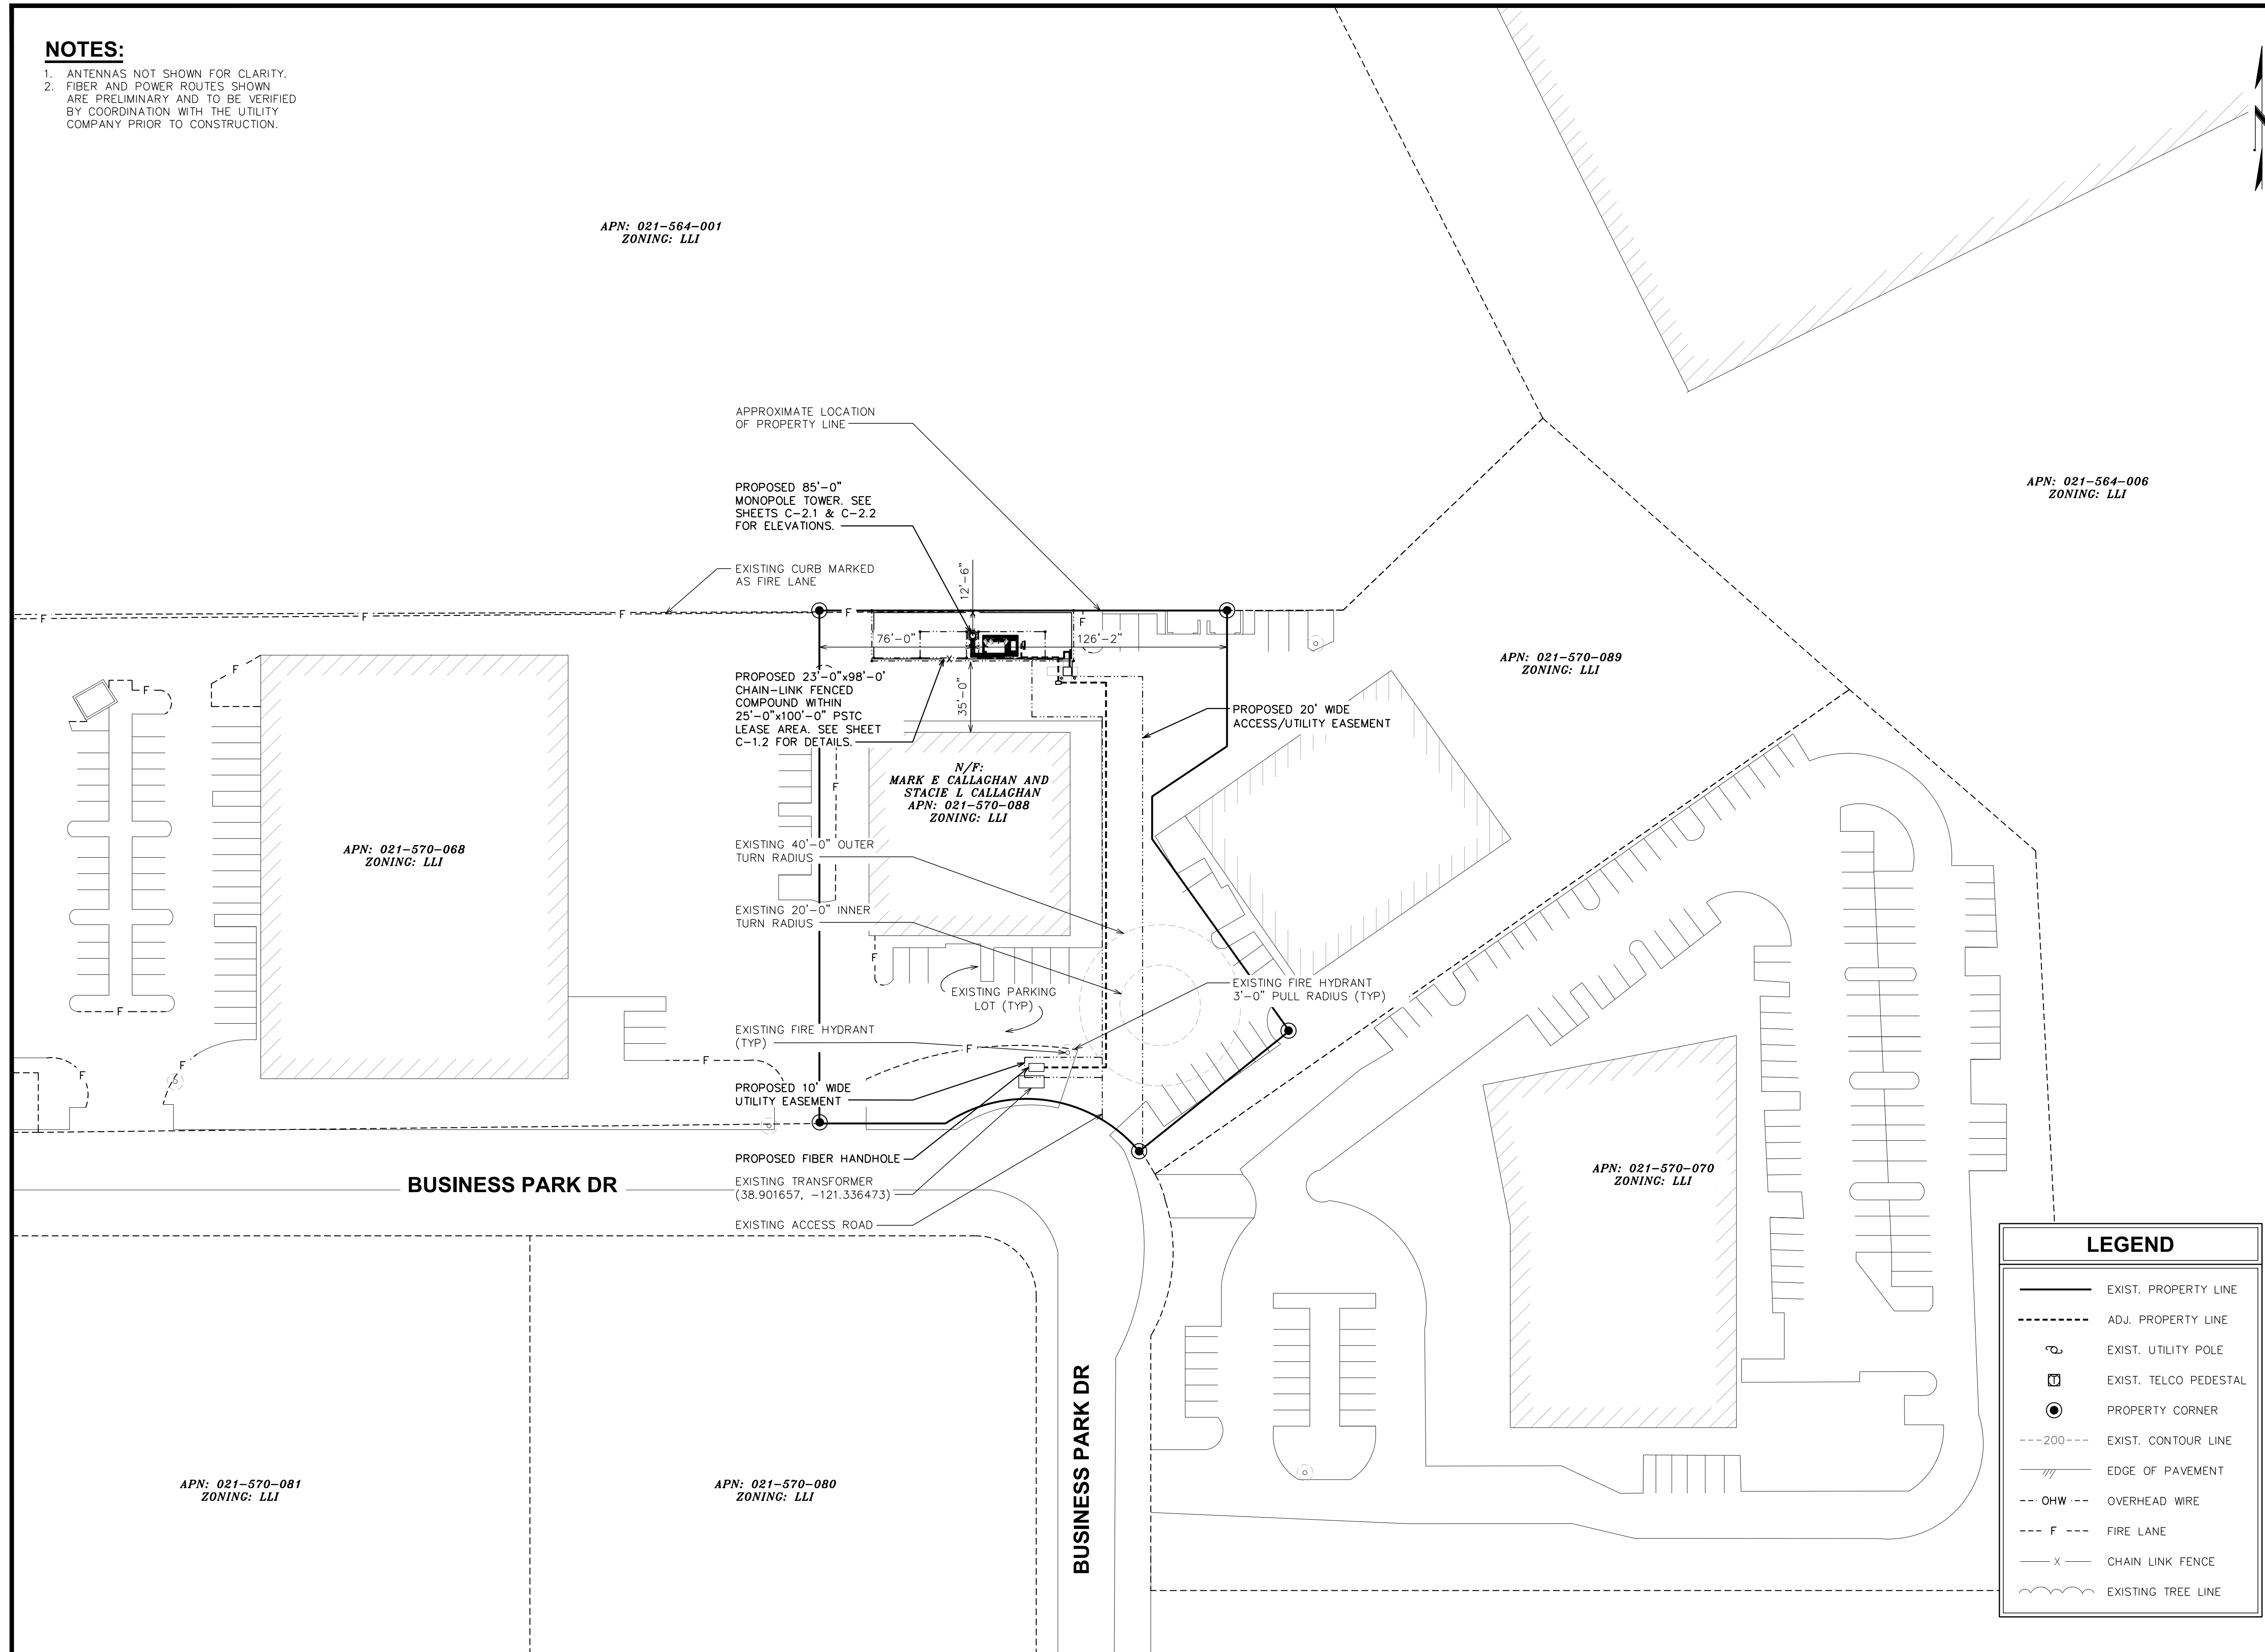 NOTES:
1. ANTENNAS NOT SHOWN FOR CLARITY.
2. FIBER AND POWER ROUTES SHOWN
ARE PRELIMINARY AND TO BE VERIFIED
BY COORDINATION WITH THE UTILITY
COMPANY PRIOR TO CONSTRUCTION.
N
APN: 021-564-001
ZONING: LLI
APPROXIMATE LOCATION
OF PROPERTY LINE
PROPOSED 85'-0"
MONOPOLE TOWER. SEE
SHEETS C-2.1 & C-2.2
FOR ELEVATIONS.
APN: 021-564-006
ZONING: LLI
EXISTING CURB MARKED
AS FIRE LANE
12'-6"
F
F
F
F
F
76'-0"
126'-2"
X
F
F
35'-0"
PROPOSED 23'-0"x98'-0'
CHAIN-LINK FENCED
COMPOUND WITHIN
25'-0"x100'-0" PSTC
LEASE AREA. SEE SHEET
C-1.2 FOR DETAILS.
PROPOSED 20' WIDE
ACCESS/UTILITY EASEMENT
APN: 021-570-089
ZONING: LLI
N/F:
MARK E CALLAGHAN AND
STACIE L CALLAGHAN
APN: 021-570-088
ZONING: LLI
F
APN: 021-570-068
ZONING: LLI
EXISTING 40'-0" OUTER
TURN RADIUS
EXISTING 20'-0" INNER
TURN RADIUS
F
EXISTING PARKING
LOT (TYP)
EXISTING FIRE HYDRANT
3'-0" PULL RADIUS (TYP)
F
EXISTING FIRE HYDRANT
(TYP)
F
F
F
F
PROPOSED 10' WIDE
UTILITY EASEMENT
PROPOSED FIBER HANDHOLE
EXISTING TRANSFORMER
(38.901657, -121.336473)
EXISTING ACCESS ROAD
BUSINESS PARK DR
APN: 021-570-070
ZONING: LLI
BUSINESS PARK DR
APN: 021-570-081
ZONING: LLI
APN: 021-570-080
ZONING: LLI
LEGEND
EXIST. PROPERTY LINE
ADJ. PROPERTY LINE
EXIST. UTILITY POLE
T EXIST. TELCO PEDESTAL
PROPERTY CORNER
200 EXIST. CONTOUR LINE
EDGE OF PAVEMENT
OHW OVERHEAD WIRE
F FIRE LANE
X CHAIN LINK FENCE
EXISTING TREE LINE